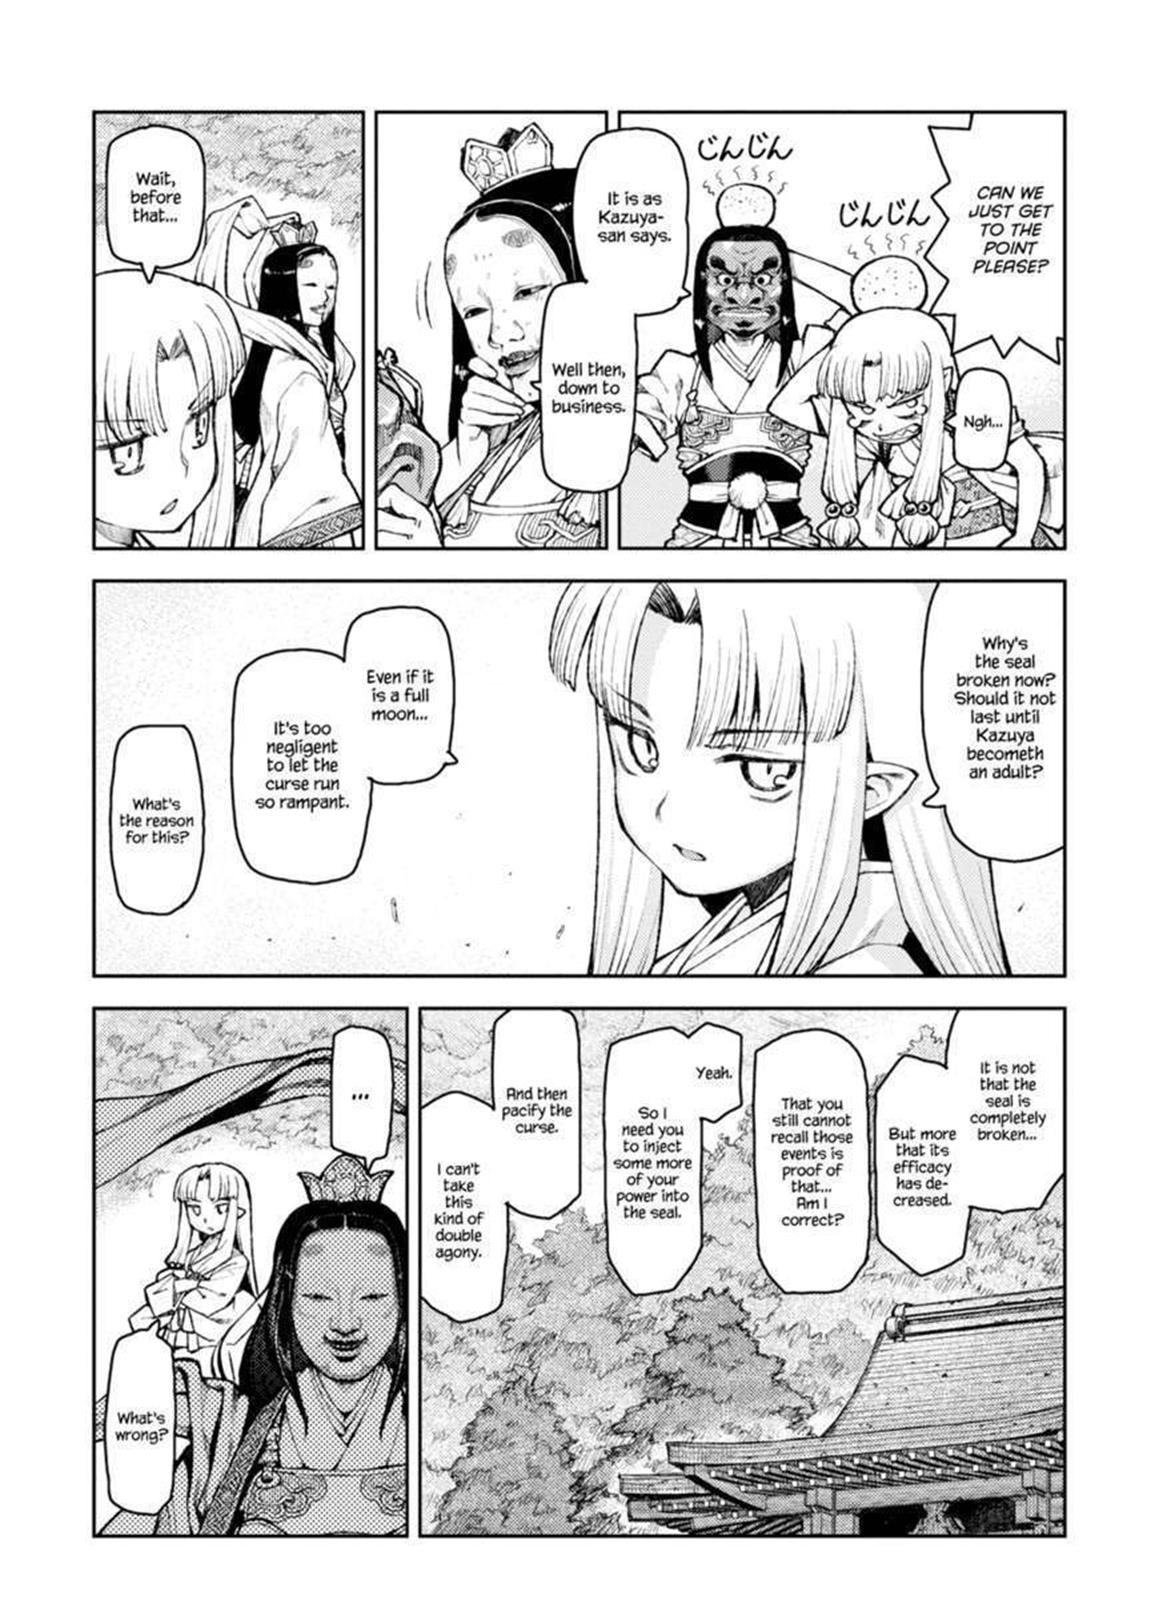 CAN WE
JUST GET
TO THE
POINT
PLEASE?
じんじん
じんじん
Ngh...
It is as
Kazuya-
san says.
Well then,
down to
business.
Wait,
before
that...
Why's
the seal
broken now?
Should it not
last until
Kazuya
becometh
an adult?
Even if it
is a full
moon...
It's too
negligent
to let the
curse run
so rampant.
What's
the reason
for this?
It is not
that the
seal is
completely
broken...
But more
that its
efficacy
has de-
creased.
That you
still cannot
recall those
events is
proof of
that...
Am I
correct?
Yeah.
So I
need you
to inject
some more
of your
power into
the seal.
And then
pacify the
curse.
I can't
take
this
kind of
double
agony.
...
What's
wrong?